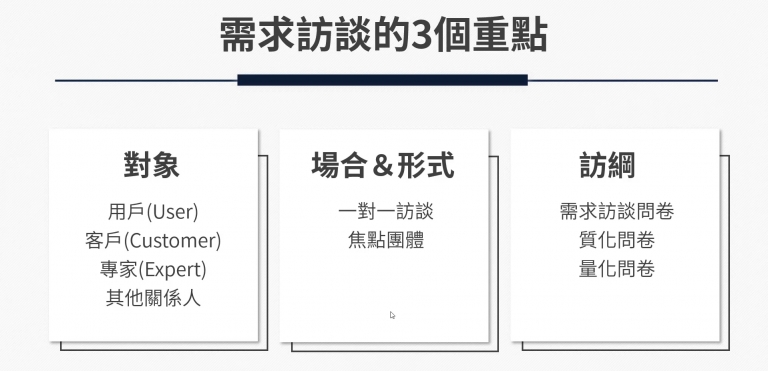 需求訪談的3個重點
對象
用戶(User)
客戶(Customer)
專家(Expert)
其他關係人
場合＆形式
一對一訪談
焦點團體
訪綱
需求訪談問卷
質化問卷
量化問卷